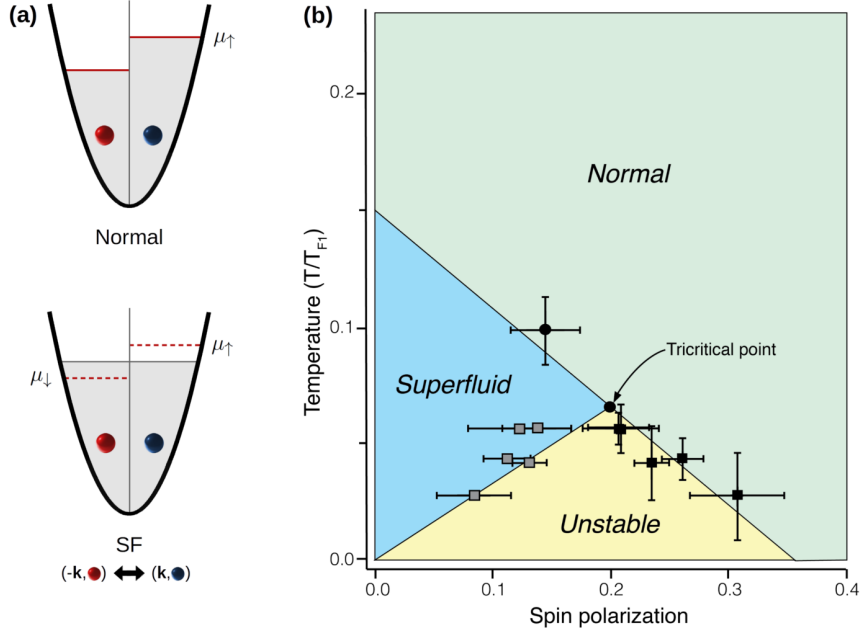 (a)
μ↑
Normal
μ↑
μ↓
SF
(-k, ) ↔ (k, )
(b)
0.2
0.1
0.0
Temperature (T/T_F1)
Normal
Tricritical point
Superfluid
Unstable
0.0 0.1 0.2 0.3 0.4
Spin polarization